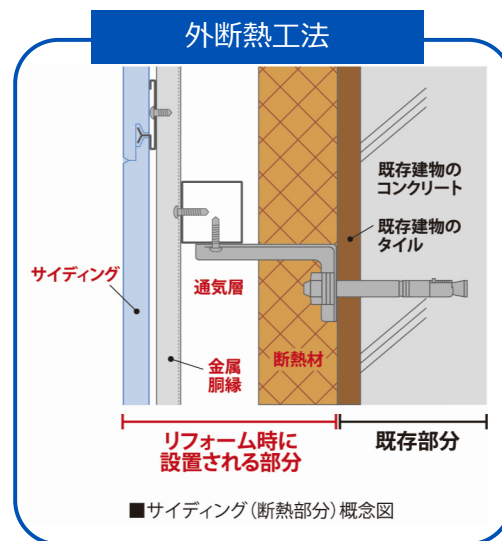 外断熱工法
既存建物の
コンクリート
既存建物の
タイル
サイディング
通気層
金属
胴縁
断熱材
リフォーム時に
設置される部分
既存部分
■サイディング（断熱部分）概念図